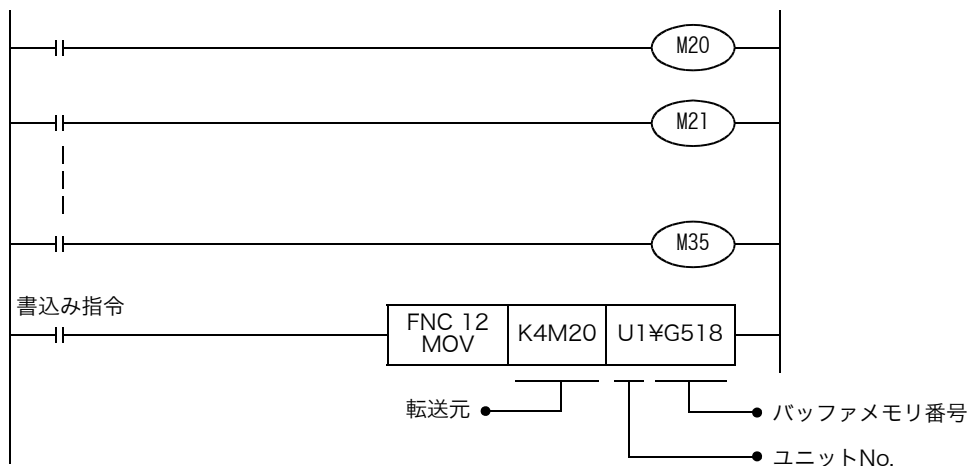 M20
M21
M35
書込み指令
FNC 12
MOV
K4M20
U1¥G518
転送元
バッファメモリ番号
ユニットNo.